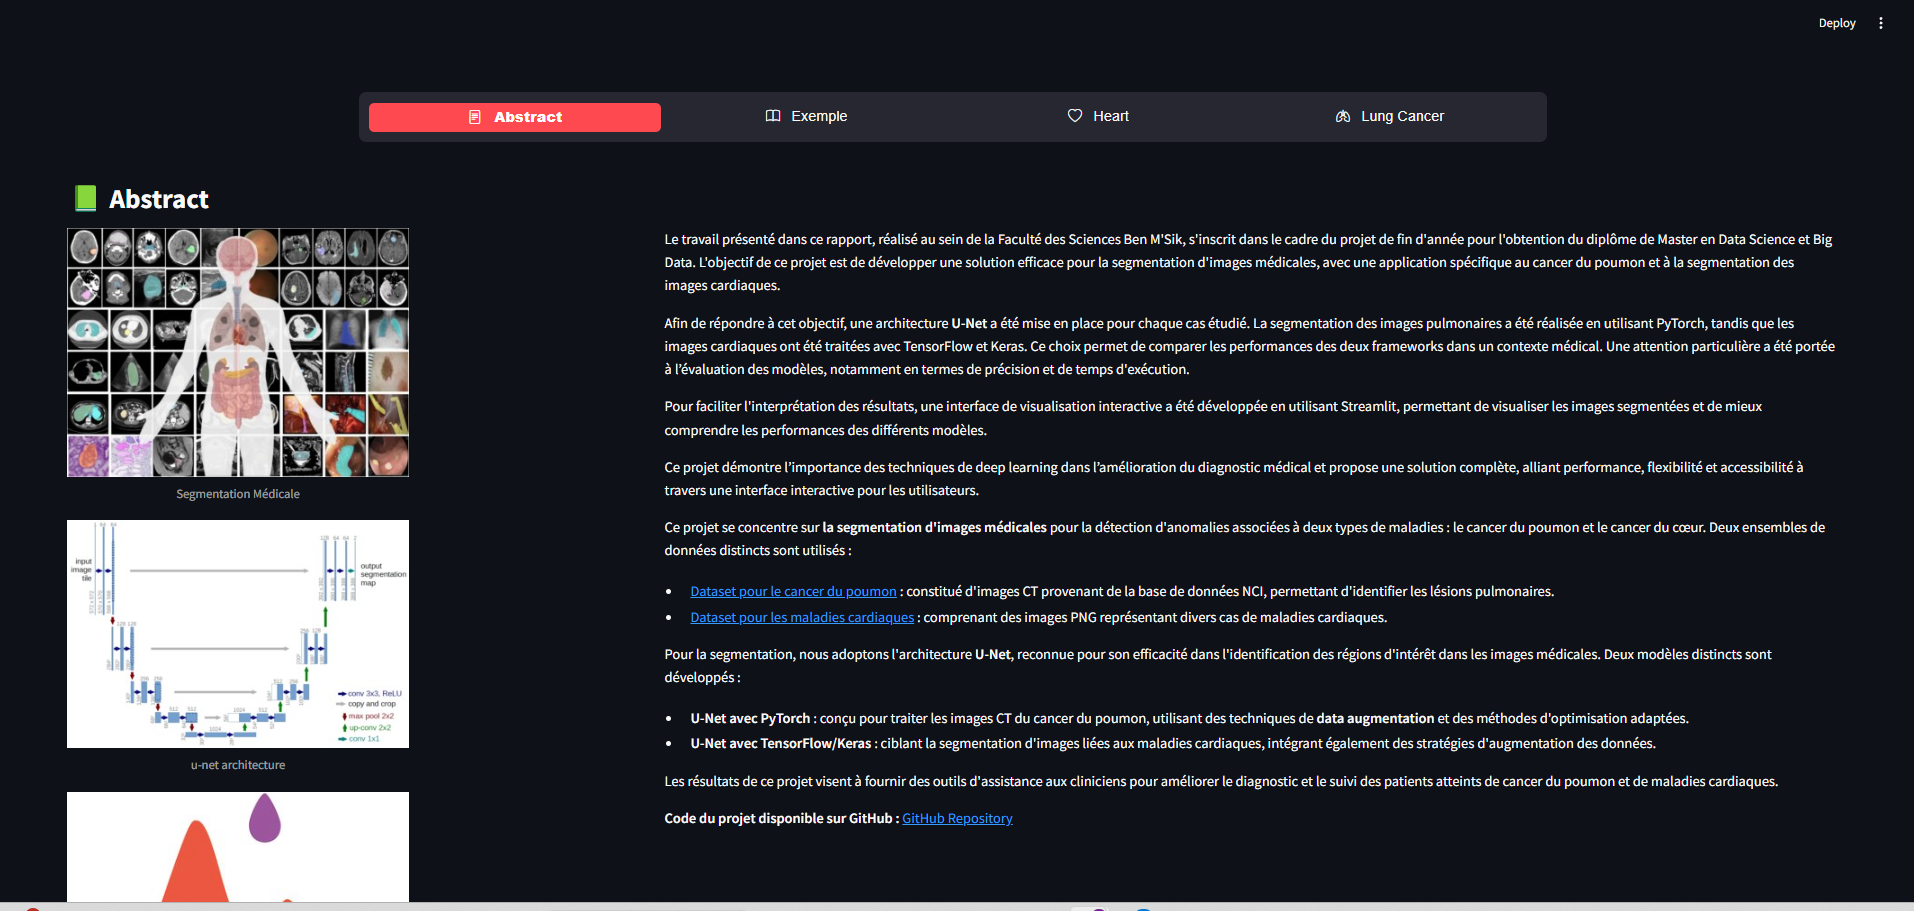 Deploy
Abstract
Exemple
Heart
Lung Cancer
Abstract
Segmentation Médicale
input
image
tile
output
segmentation
map
conv 3x3, ReLU
copy and crop
max pool 2x2
up-conv 2x2
conv 1x1
u-net architecture
Le travail présenté dans ce rapport, réalisé au sein de la Faculté des Sciences Ben M'Sik, s'inscrit dans le cadre du projet de fin d'année pour l'obtention du diplôme de Master en Data Science et Big
Data. L'objectif de ce projet est de développer une solution efficace pour la segmentation d'images médicales, avec une application spécifique au cancer du poumon et à la segmentation des
images cardiaques.
Afin de répondre à cet objectif, une architecture U-Net a été mise en place pour chaque cas étudié. La segmentation des images pulmonaires a été réalisée en utilisant PyTorch, tandis que les
images cardiaques ont été traitées avec TensorFlow et Keras. Ce choix permet de comparer les performances des deux frameworks dans un contexte médical. Une attention particulière a été portée
à l’évaluation des modèles, notamment en termes de précision et de temps d'exécution.
Pour faciliter l'interprétation des résultats, une interface de visualisation interactive a été développée en utilisant Streamlit, permettant de visualiser les images segmentées et de mieux
comprendre les performances des différents modèles.
Ce projet démontre l’importance des techniques de deep learning dans l’amélioration du diagnostic médical et propose une solution complète, alliant performance, flexibilité et accessibilité à
travers une interface interactive pour les utilisateurs.
Ce projet se concentre sur la segmentation d'images médicales pour la détection d'anomalies associées à deux types de maladies : le cancer du poumon et le cancer du cœur. Deux ensembles de
données distincts sont utilisés :
• Dataset pour le cancer du poumon : constitué d'images CT provenant de la base de données NCI, permettant d'identifier les lésions pulmonaires.
• Dataset pour les maladies cardiaques : comprenant des images PNG représentant divers cas de maladies cardiaques.
Pour la segmentation, nous adoptons l'architecture U-Net, reconnue pour son efficacité dans l'identification des régions d'intérêt dans les images médicales. Deux modèles distincts sont
développés :
• U-Net avec PyTorch : conçu pour traiter les images CT du cancer du poumon, utilisant des techniques de data augmentation et des méthodes d'optimisation adaptées.
• U-Net avec TensorFlow/Keras : ciblant la segmentation d'images liées aux maladies cardiaques, intégrant également des stratégies d'augmentation des données.
Les résultats de ce projet visent à fournir des outils d'assistance aux cliniciens pour améliorer le diagnostic et le suivi des patients atteints de cancer du poumon et de maladies cardiaques.
Code du projet disponible sur GitHub : GitHub Repository